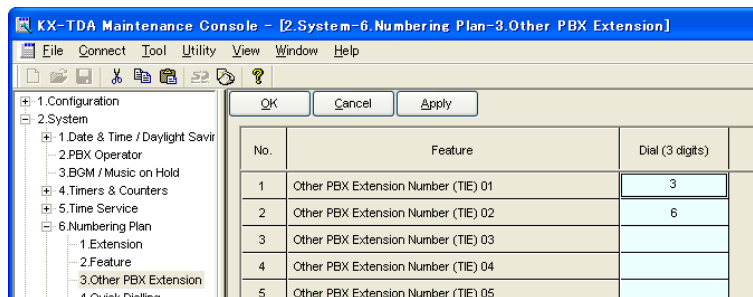 KX-TDA Maintenance Console - [2.System-6.Numbering Plan-3.Other PBX Extension]
File Connect Tool Utility View Window Help
1.Configuration
2.System
1.Date & Time / Daylight Savir
2.PBX Operator
3.BGM / Music on Hold
4.Timers & Counters
5.Time Service
6.Numbering Plan
1.Extension
2.Feature
3.Other PBX Extension
4.Quick Dialling
OK Cancel Apply
No. Feature Dial (3 digits)
1 Other PBX Extension Number (TIE) 01 3
2 Other PBX Extension Number (TIE) 02 6
3 Other PBX Extension Number (TIE) 03
4 Other PBX Extension Number (TIE) 04
5 Other PBX Extension Number (TIE) 05